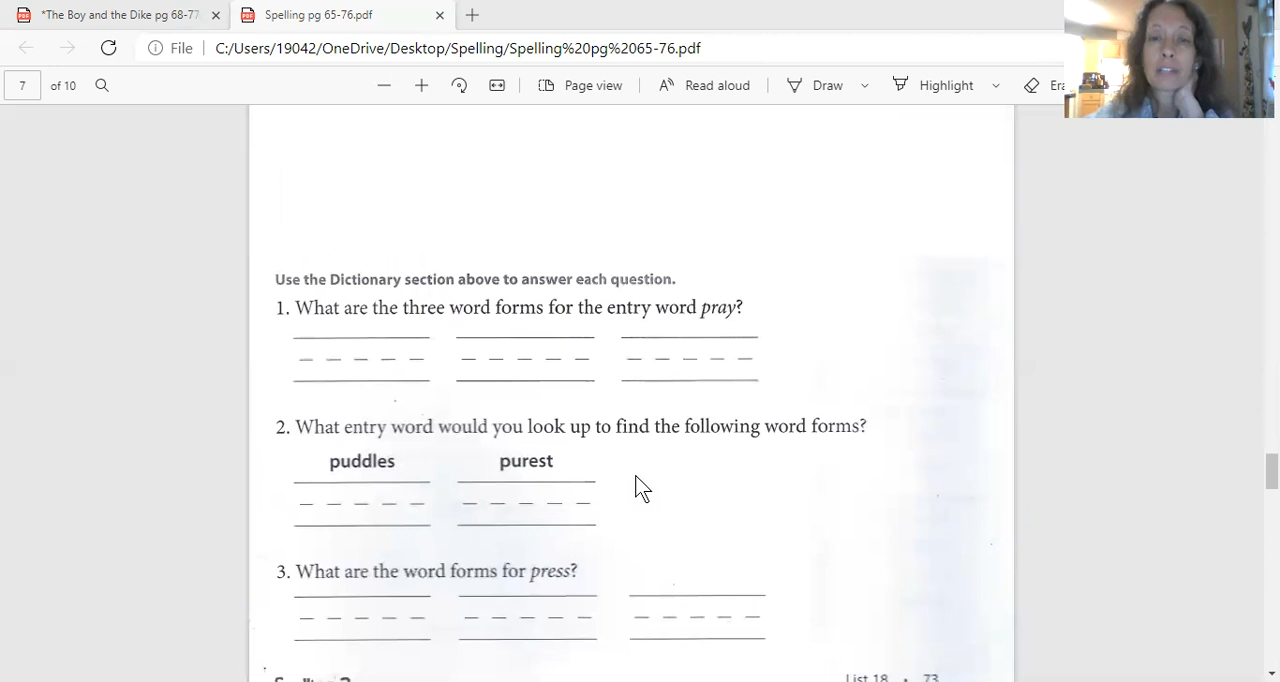 *The Boy and the Dike pg 68-77
Spelling pg 65-76.pdf
File
C:/Users/19042/OneDrive/Desktop/Spelling/Spelling%20pg%2065-76.pdf
7 of 10
Page view
Read aloud
Draw
Highlight
Era
Use the Dictionary section above to answer each question.
1. What are the three word forms for the entry word pray?
2. What entry word would you look up to find the following word forms?
puddles purest
3. What are the word forms for press?
List 18 • 73